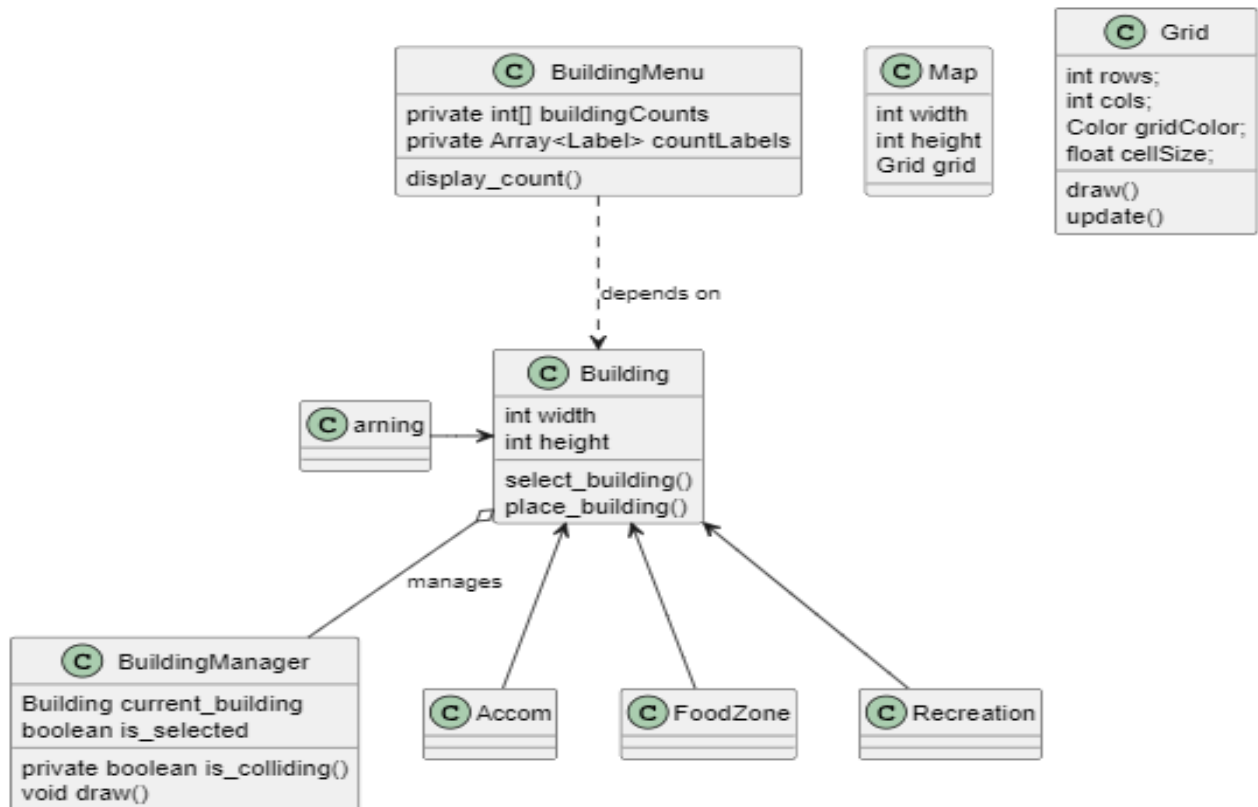 C BuildingMenu
private int[] buildingCounts
private Array<Label> countLabels
display_count()
C Map
int width
int height
Grid grid
C Grid
int rows;
int cols;
Color gridColor;
float cellSize;
draw()
update()
depends on
C Building
int width
int height
select_building()
place_building()
C arning
manages
C BuildingManager
Building current_building
boolean is_selected
private boolean is_colliding()
void draw()
C Accom
C FoodZone
C Recreation